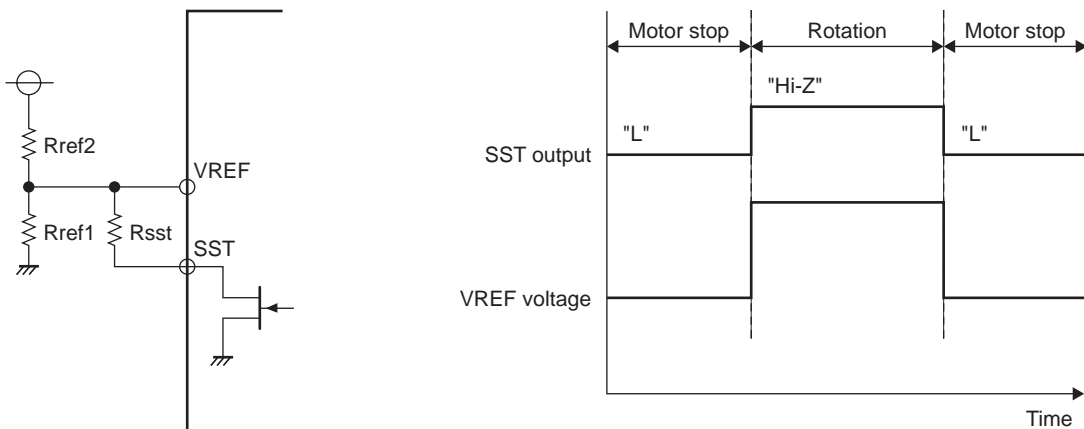 Rref2
VREF
Rref1
Rsst
SST
Motor stop
Rotation
Motor stop
"Hi-Z"
"L"
"L"
SST output
VREF voltage
Time